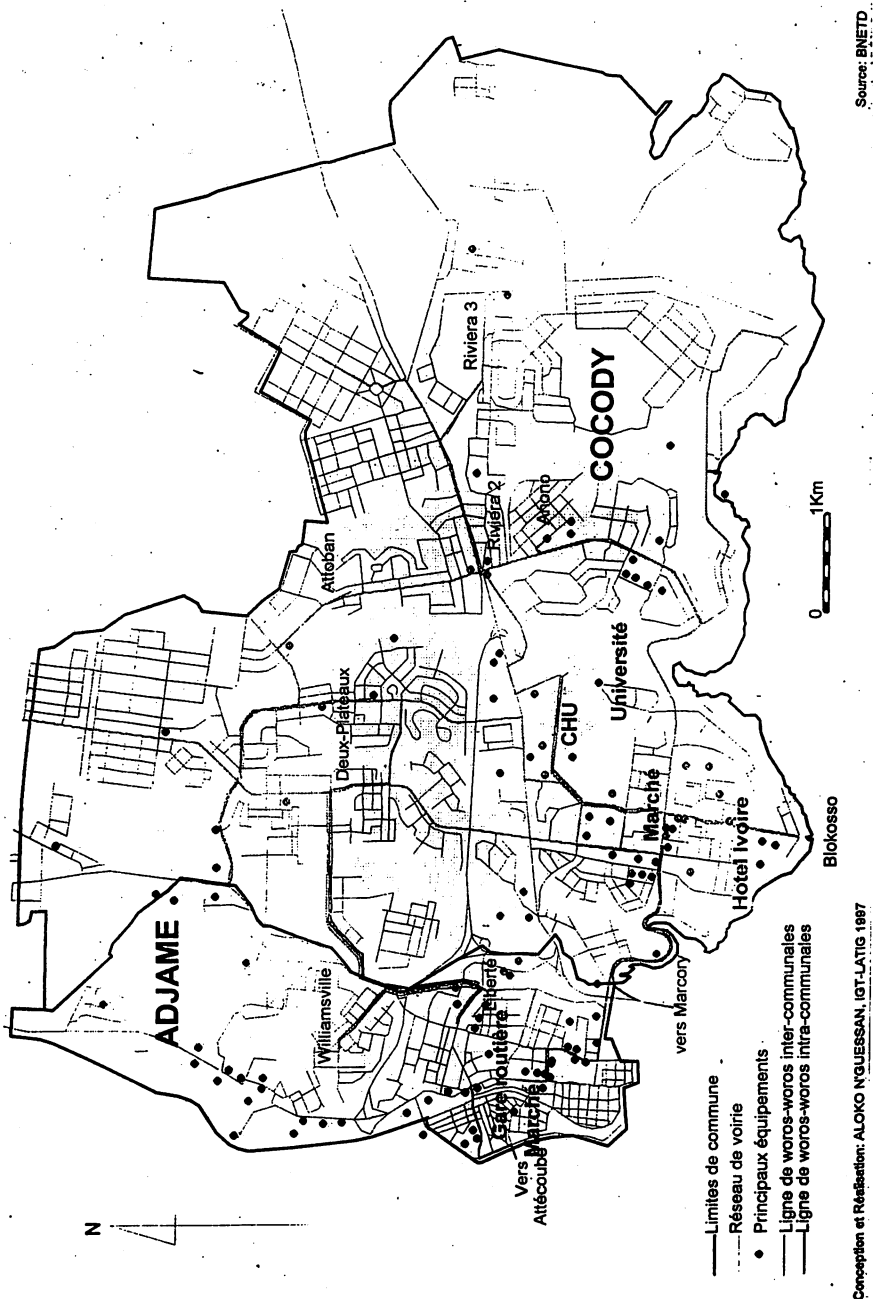 N
ADJAME
Williamsville
Liberté
Gare routière
Marché
Vers
Attécoubé
vers Marcory
Deux-Plateaux
Attoban
CHU
Université
Marché
Hotel Ivoire
Blokosso
Riviera 2
Anono
Riviera 3
COCODY
0 1Km
Limites de commune
Réseau de voirie
Principaux équipements
Ligne de woros-woros inter-communales
Ligne de woros-woros intra-communales
Conception et Réalisation: ALOKO N'GUESSAN, IGT-LATIG 1997
Source: BNETD